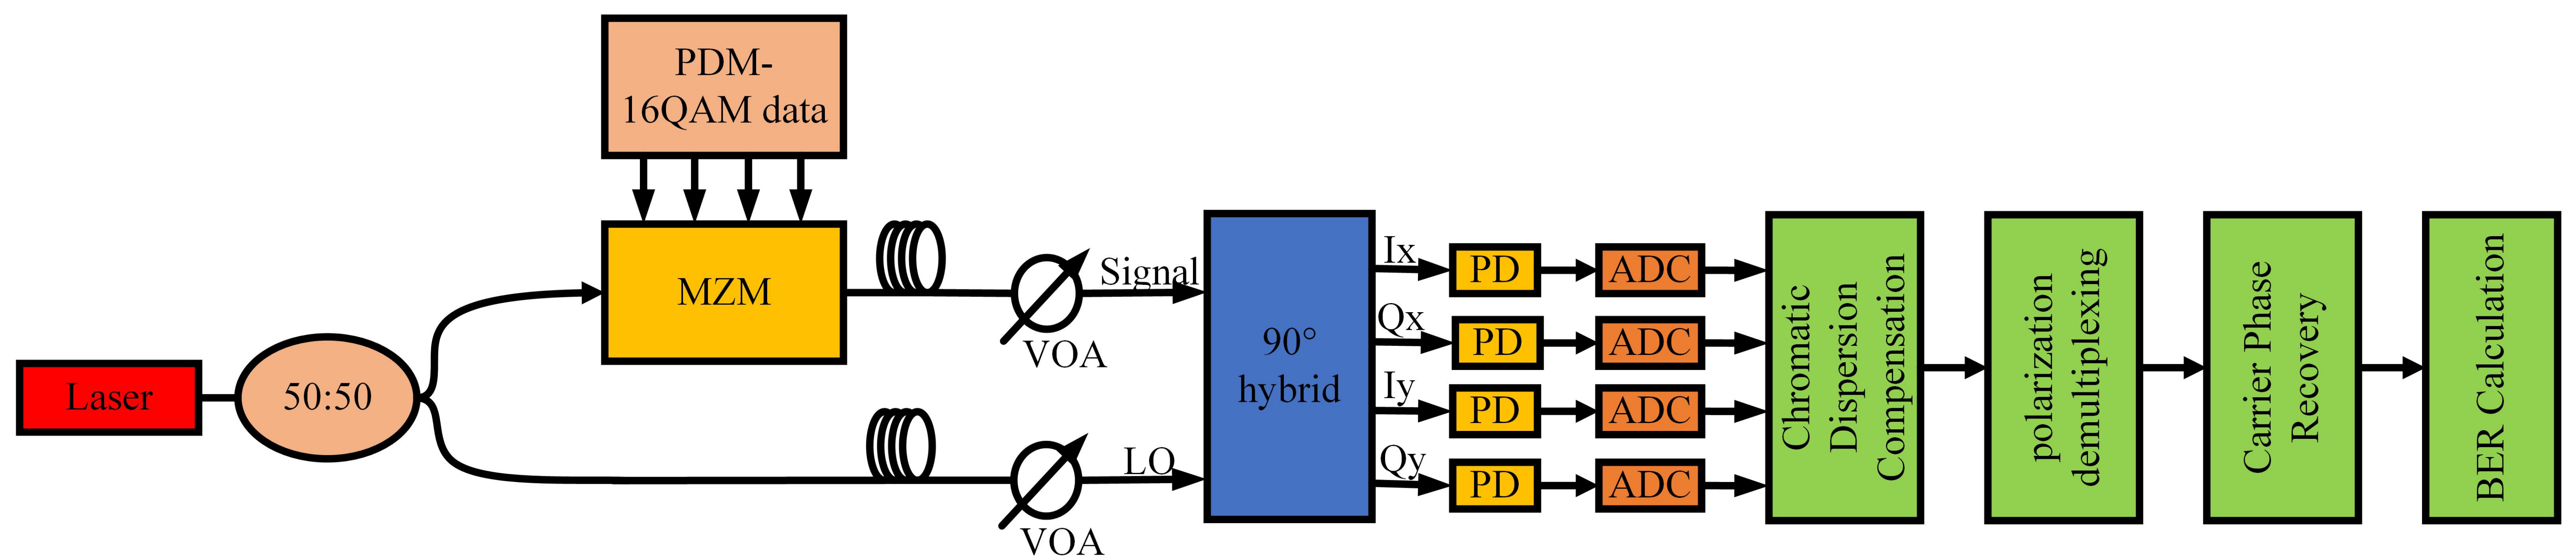 PDM-
16QAM data
MZM
Laser
50:50
VOA
Signal
VOA
LO
90°
hybrid
Ix
PD
ADC
Qx
PD
ADC
Iy
PD
ADC
Qy
PD
ADC
Chromatic
Dispersion
Compensation
polarization
demultiplexing
Carrier Phase
Recovery
BER Calculation